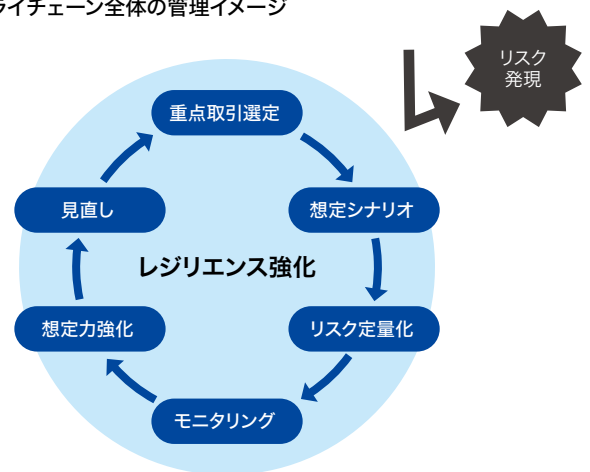 ライチェーン全体の管理イメージ
リスク
発現
重点取引選定
見直し
想定シナリオ
レジリエンス強化
想定力強化
リスク定量化
モニタリング